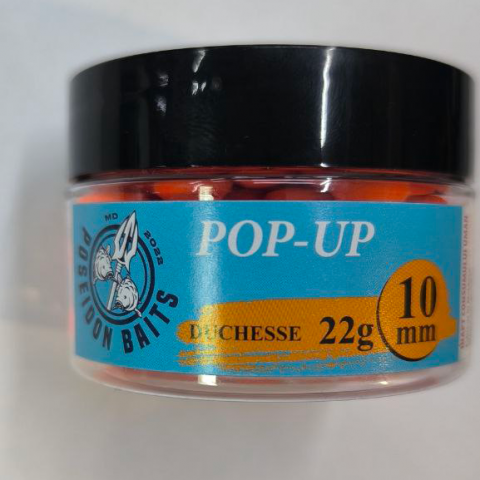 POP-UP
MD 2022
POSEIDON BAITS
DUCHESSE 22g
10
mm